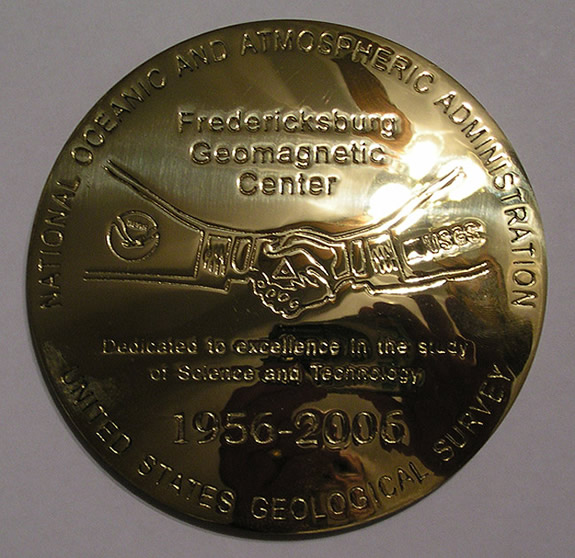 NATIONAL OCEANIC AND ATMOSPHERIC ADMINISTRATION
Fredericksburg
Geomagnetic
Center
USGS
Dedicated to excellence in the study
of Science and Technology
1956-2006
UNITED STATES GEOLOGICAL SURVEY